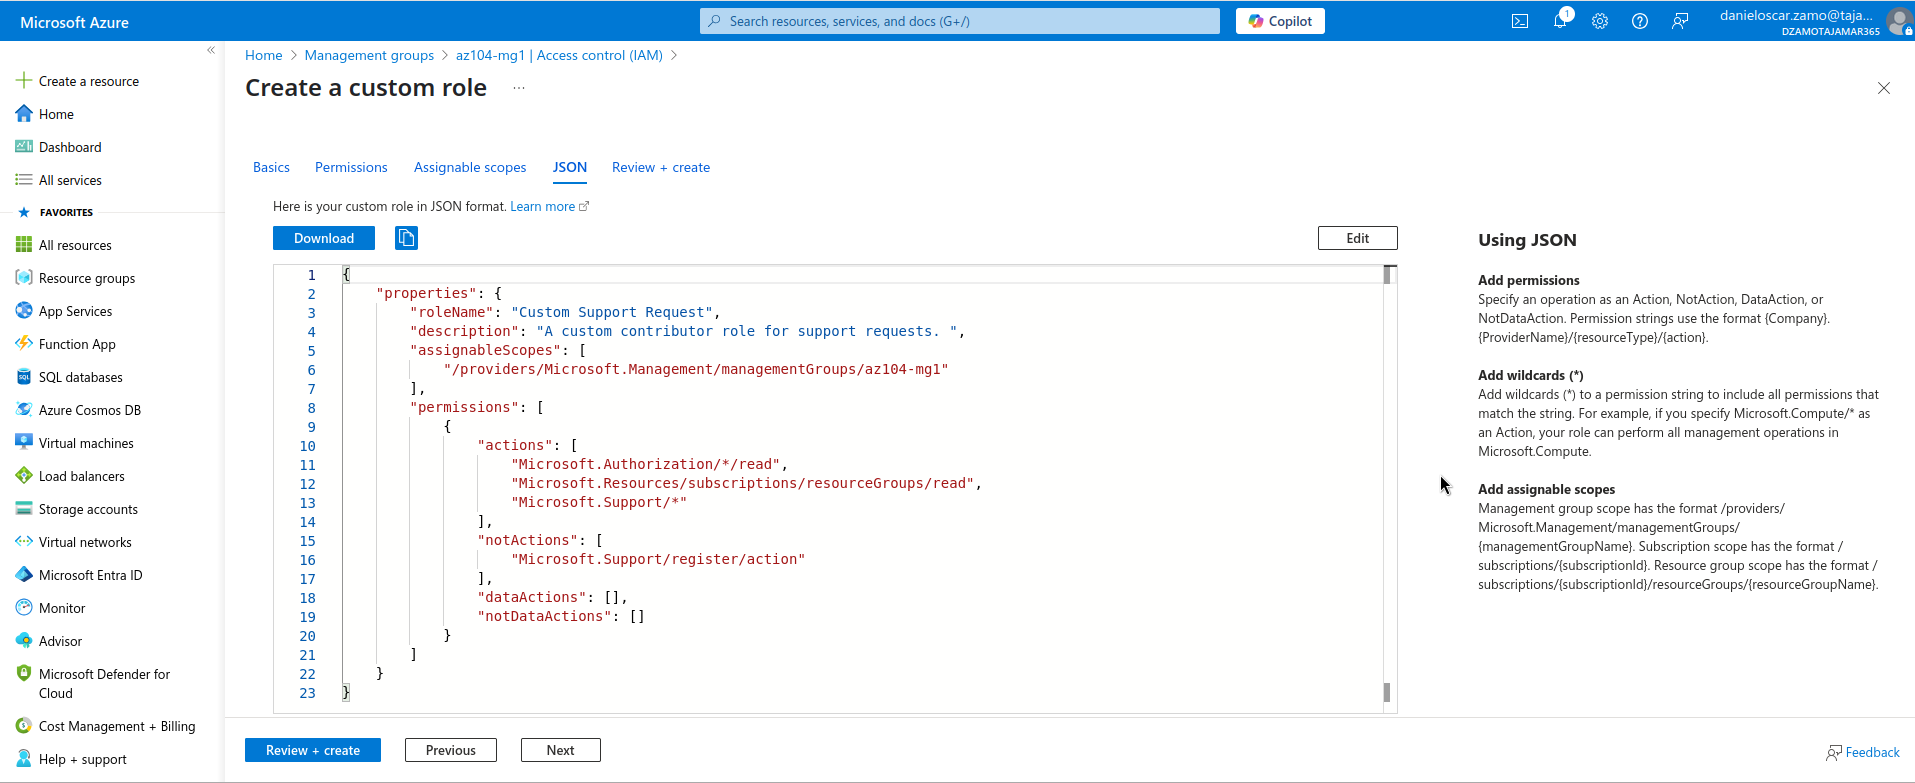 Microsoft Azure
Search resources, services, and docs (G+/)
Copilot
1
danieloscar.zamo@taja...
DZAMOTAJAMAR365
«
Create a resource
Home
Dashboard
All services
FAVORITES
All resources
Resource groups
App Services
Function App
SQL databases
Azure Cosmos DB
Virtual machines
Load balancers
Storage accounts
Virtual networks
Microsoft Entra ID
Monitor
Advisor
Microsoft Defender for
Cloud
Cost Management + Billing
Help + support
Home > Management groups > az104-mg1 | Access control (IAM) >
Create a custom role ...
Basics Permissions Assignable scopes JSON Review + create
Here is your custom role in JSON format. Learn more
Download
Edit
1 {
2 "properties": {
3 "roleName": "Custom Support Request",
4 "description": "A custom contributor role for support requests. ",
5 "assignableScopes": [
6 "/providers/Microsoft.Management/managementGroups/az104-mg1"
7 ],
8 "permissions": [
9 {
10 "actions": [
11 "Microsoft.Authorization/*/read",
12 "Microsoft.Resources/subscriptions/resourceGroups/read",
13 "Microsoft.Support/*"
14 ],
15 "notActions": [
16 "Microsoft.Support/register/action"
17 ],
18 "dataActions": [],
19 "notDataActions": []
20 }
21 ]
22 }
23 }
Using JSON
Add permissions
Specify an operation as an Action, NotAction, DataAction, or
NotDataAction. Permission strings use the format {Company}.
{ProviderName}/{resourceType}/{action}.
Add wildcards (*)
Add wildcards (*) to a permission string to include all permissions that
match the string. For example, if you specify Microsoft.Compute/* as
an Action, your role can perform all management operations in
Microsoft.Compute.
Add assignable scopes
Management group scope has the format /providers/
Microsoft.Management/managementGroups/
{managementGroupName}. Subscription scope has the format /
subscriptions/{subscriptionId}. Resource group scope has the format /
subscriptions/{subscriptionId}/resourceGroups/{resourceGroupName}.
Review + create
Previous
Next
Feedback